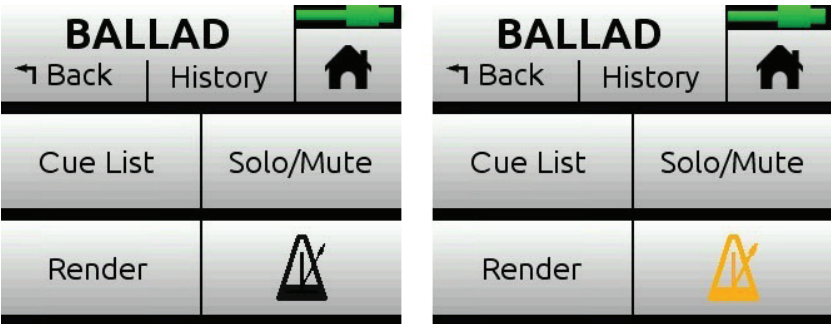 BALLAD
Back History
Cue List Solo/Mute
Render
BALLAD
Back History
Cue List Solo/Mute
Render